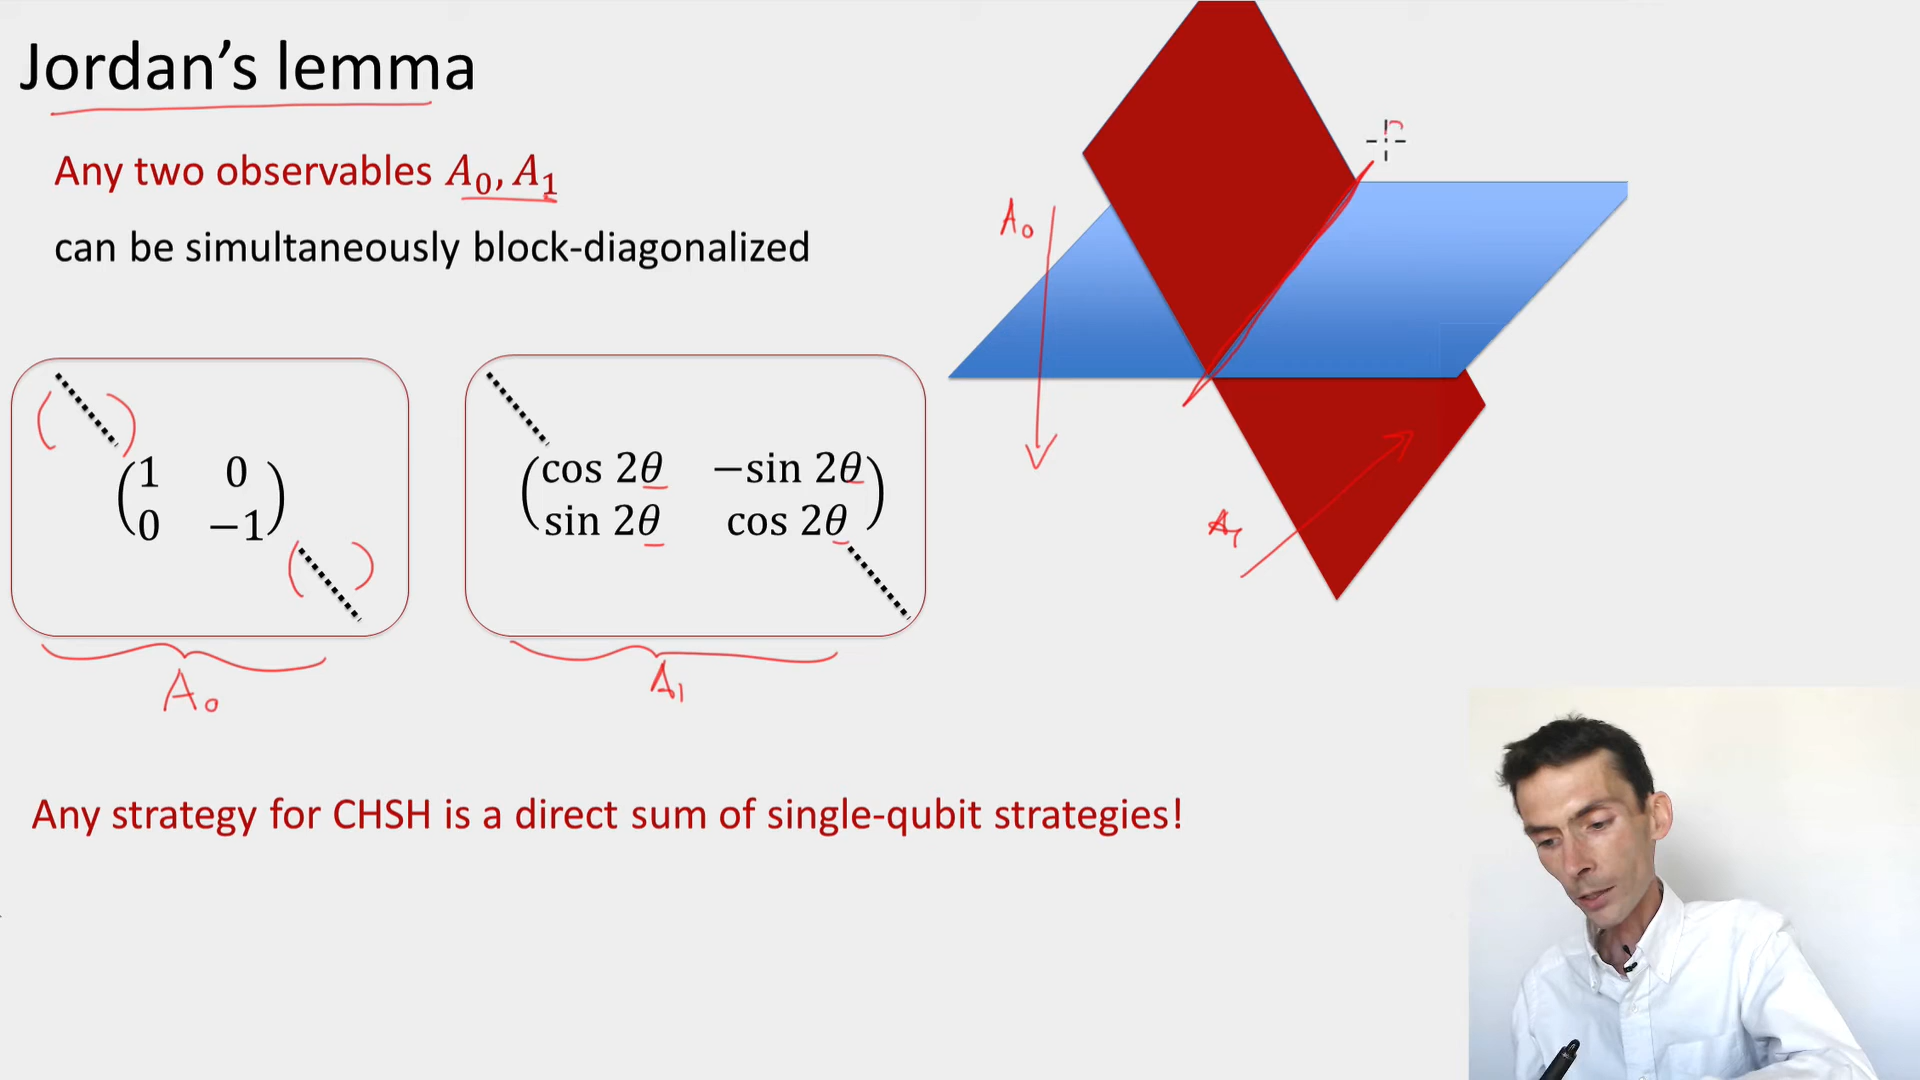 Jordan's lemma
Any two observables A₀, A₁
can be simultaneously block-diagonalized
(1 0
0 −1)
(cos 2θ −sin 2θ
sin 2θ cos 2θ)
A₀
A₁
A₀
A₁
Any strategy for CHSH is a direct sum of single-qubit strategies!